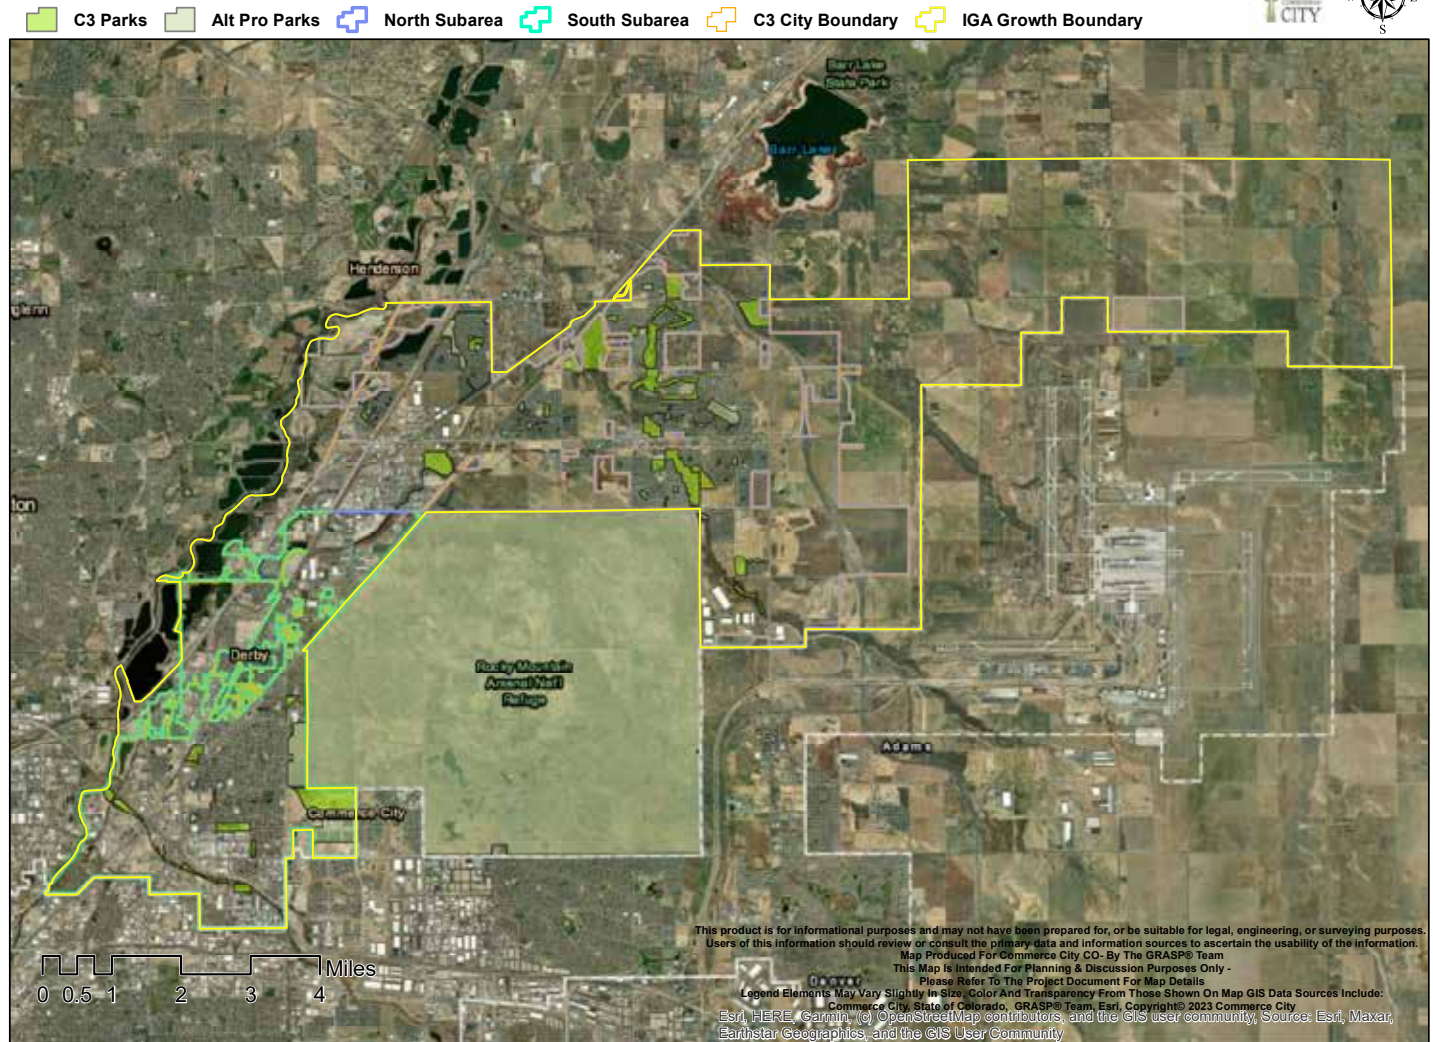 C3 Parks Alt Pro Parks North Subarea South Subarea C3 City Boundary IGA Growth Boundary
CITY
S
Barr Lake
State Park
Barr Lake
Henderson
Derby
Rocky Mountain
Arsenal Nat'l
Refuge
Adams
Commerce City
This product is for informational purposes and may not have been prepared for, or be suitable for legal, engineering, or surveying purposes.
Users of this information should review or consult the primary data and information sources to ascertain the usability of the information.
Map Produced For Commerce City CO- By The GRASP® Team
This Map Is Intended For Planning & Discussion Purposes Only -
Please Refer To The Project Document For Map Details
Legend Elements May Vary Slightly In Size, Color And Transparency From Those Shown On Map GIS Data Sources Include:
Commerce City, State of Colorado, GRASP® Team, Esri, Copyright© 2023 Commerce City
Denver
Miles
0 0.5 1 2 3 4
Esri, HERE, Garmin, (c) OpenStreetMap contributors, and the GIS user community, Source: Esri, Maxar,
Earthstar Geographics, and the GIS User Community